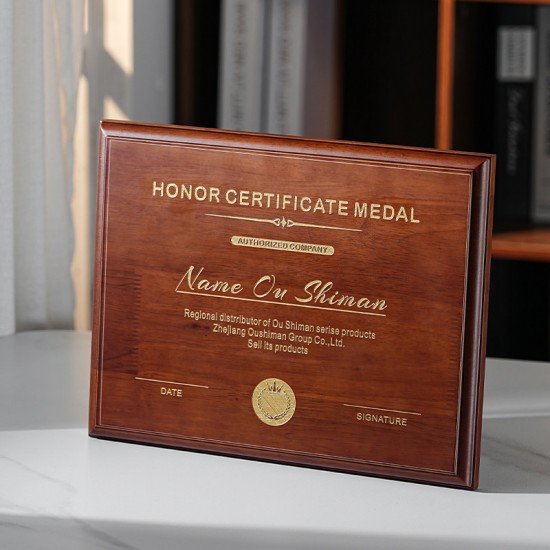 HONOR CERTIFICATE MEDAL
AUTHORIZED COMPANY
Name Ou Shiman
Regional distrributor of Ou Shiman serise products
Zhejiang Oushiman Group Co.,Ltd.
Sell its products
DATE
SIGNATURE